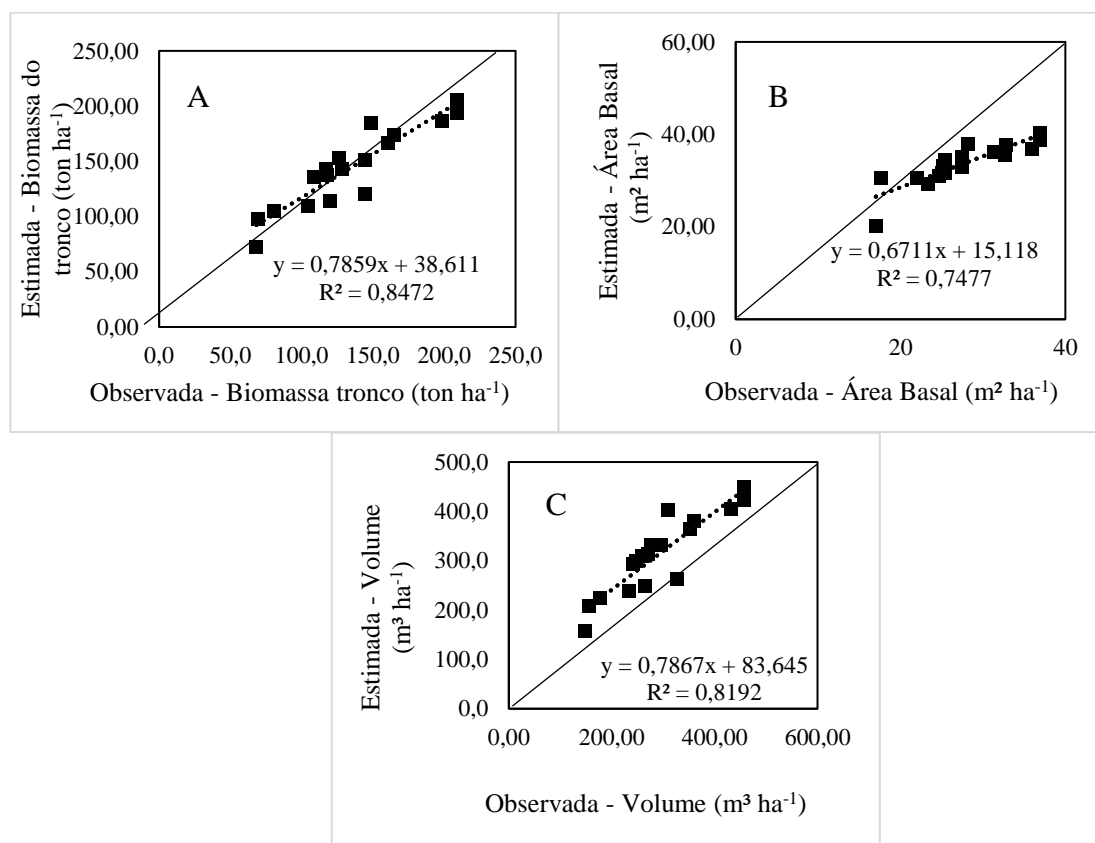 A
Estimada - Biomassa do
tronco (ton ha⁻¹)
250,00
200,00
150,00
100,00
50,00
0,00
y = 0,7859x + 38,611
R² = 0,8472
0,0 50,0 100,0 150,0 200,0 250,0
Observada - Biomassa tronco (ton ha⁻¹)
B
Estimada - Área Basal
(m² ha⁻¹)
60,00
40,00
20,00
0,00
y = 0,6711x + 15,118
R² = 0,7477
0 20 40
Observada - Área Basal (m² ha⁻¹)
C
Estimada - Volume
(m³ ha⁻¹)
500,0
400,0
300,0
200,0
100,0
0,0
y = 0,7867x + 83,645
R² = 0,8192
0,00 200,00 400,00 600,00
Observada - Volume (m³ ha⁻¹)